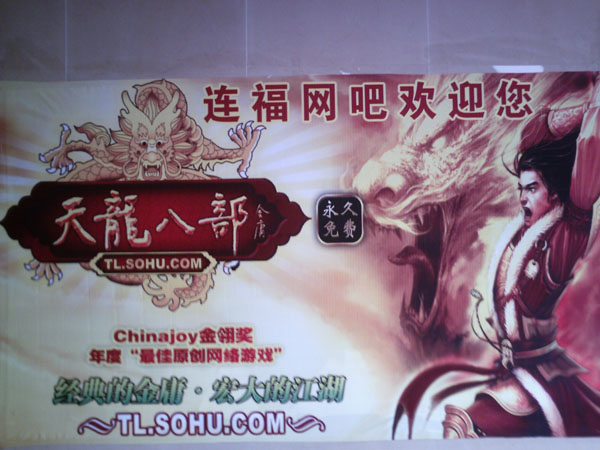 连福网吧欢迎您
天龍八部
金庸
TL.SOHU.COM
永久
免費
Chinajoy金翎奖
年度“最佳原创网络游戏”
经典的金庸·宏大的江湖
TL.SOHU.COM